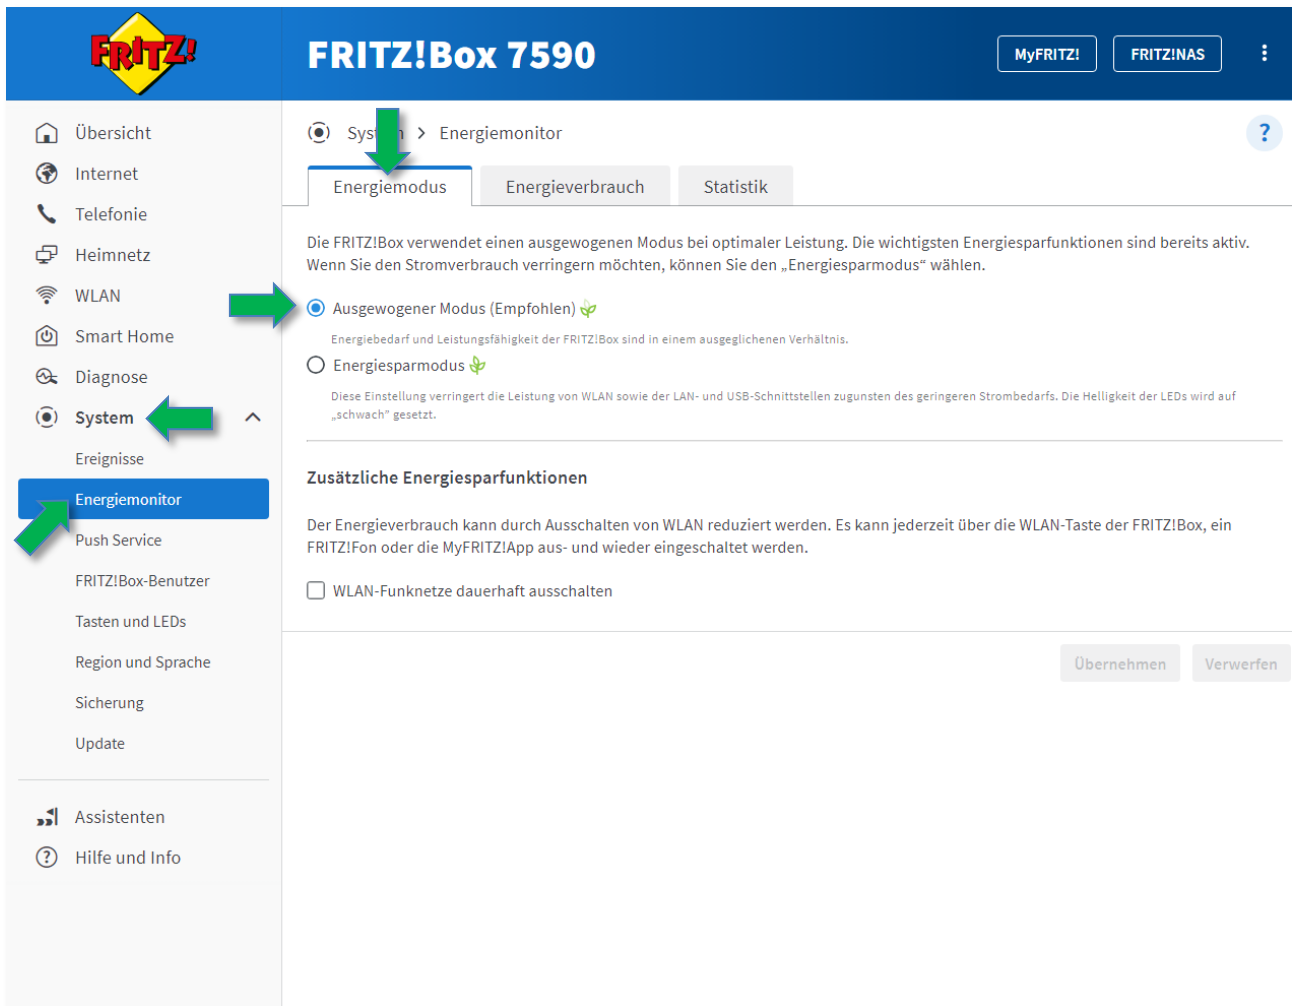 FRITZ!
FRITZ!Box 7590
MyFRITZ!
FRITZ!NAS
Übersicht
Internet
Telefonie
Heimnetz
WLAN
Smart Home
Diagnose
System
Ereignisse
Energiemonitor
Push Service
FRITZ!Box-Benutzer
Tasten und LEDs
Region und Sprache
Sicherung
Update
Assistenten
Hilfe und Info
> Energiemonitor
?
Energiemodus
Energieverbrauch
Statistik
Die FRITZ!Box verwendet einen ausgewogenen Modus bei optimaler Leistung. Die wichtigsten Energiesparfunktionen sind bereits aktiv.
Wenn Sie den Stromverbrauch verringern möchten, können Sie den „Energiesparmodus“ wählen.
Ausgewogener Modus (Empfohlen)
Energiebedarf und Leistungsfähigkeit der FRITZ!Box sind in einem ausgeglichenen Verhältnis.
Energiesparmodus
Diese Einstellung verringert die Leistung von WLAN sowie der LAN- und USB-Schnittstellen zugunsten des geringeren Strombedarfs. Die Helligkeit der LEDs wird auf
„schwach“ gesetzt.
Zusätzliche Energiesparfunktionen
Der Energieverbrauch kann durch Ausschalten von WLAN reduziert werden. Es kann jederzeit über die WLAN-Taste der FRITZ!Box, ein
FRITZ!Fon oder die MyFRITZ!App aus- und wieder eingeschaltet werden.
WLAN-Funknetze dauerhaft ausschalten
Übernehmen
Verwerfen